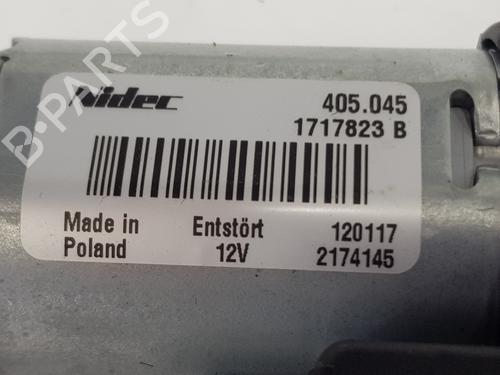 Nidec 405.045
1717823 B
Made in Entstört 120117
Poland 12V 2174145
B-PARTS